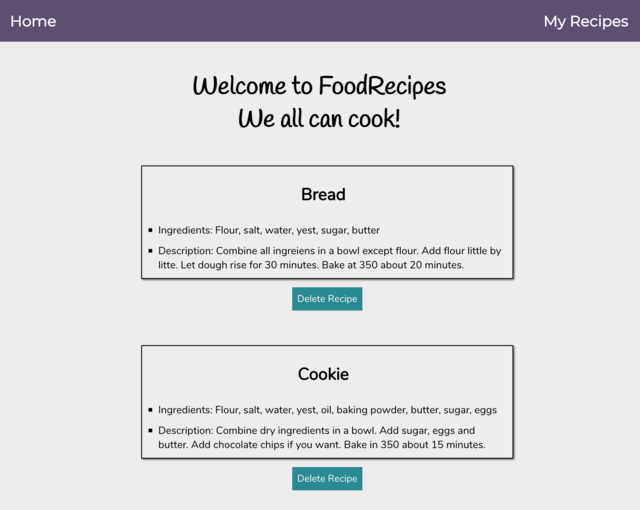 Home
My Recipes
Welcome to FoodRecipes
We all can cook!
Bread
Ingredients: Flour, salt, water, yest, sugar, butter
Description: Combine all ingreiens in a bowl except flour. Add flour little by
litte. Let dough rise for 30 minutes. Bake at 350 about 20 minutes.
Delete Recipe
Cookie
Ingredients: Flour, salt, water, yest, oil, baking powder, butter, sugar, eggs
Description: Combine dry ingredients in a bowl. Add sugar, eggs and
butter. Add chocolate chips if you want. Bake in 350 about 15 minutes.
Delete Recipe